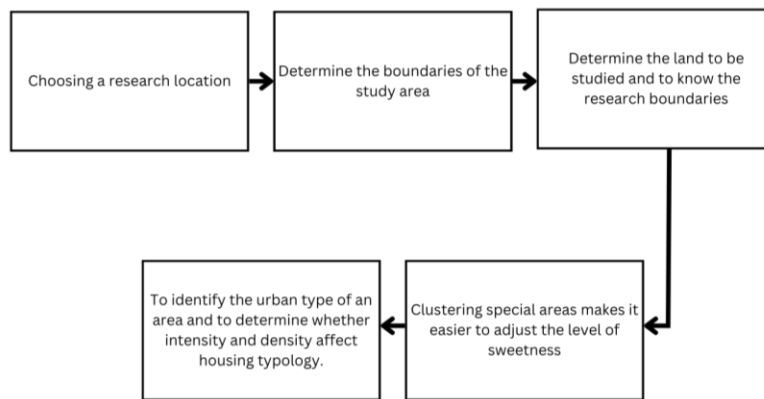 Choosing a research location
Determine the boundaries of the
study area
Determine the land to be
studied and to know the
research boundaries
To identify the urban type of an
area and to determine whether
intensity and density affect
housing typology.
Clustering special areas makes it
easier to adjust the level of
sweetness